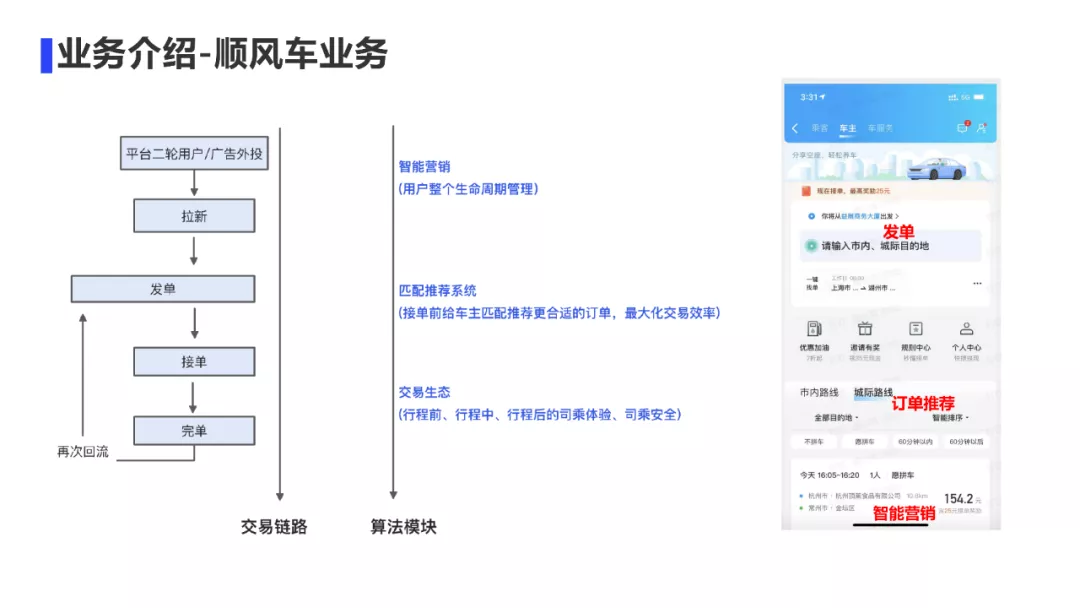 业务介绍-顺风车业务
平台二轮用户/广告外投
拉新
发单
接单
完单
再次回流
交易链路
智能营销
(用户整个生命周期管理)
匹配推荐系统
(接单前给车主匹配推荐更合适的订单，最大化交易效率)
交易生态
(行程前、行程中、行程后的司乘体验、司乘安全)
算法模块
3:31
5G
乘客 车主 车服务
分享空座，轻松养车
现在接单，最高奖励25元
你将从
出发 >
发单
请输入市内、城际目的地
一键
找单
上海市 ... → 湖州市 ...
优惠加油 邀请有奖 规则中心 个人中心
市内路线 城际路线
订单推荐
全部目的地 智能排序
不拼车 愿拼车 60分钟以内 60分钟以后
今天 16:05~16:20 1人 愿拼车
杭州市 · 杭州顶味食品有限公司 10.8km
154.2 元
常州市 · 金坛区
智能营销